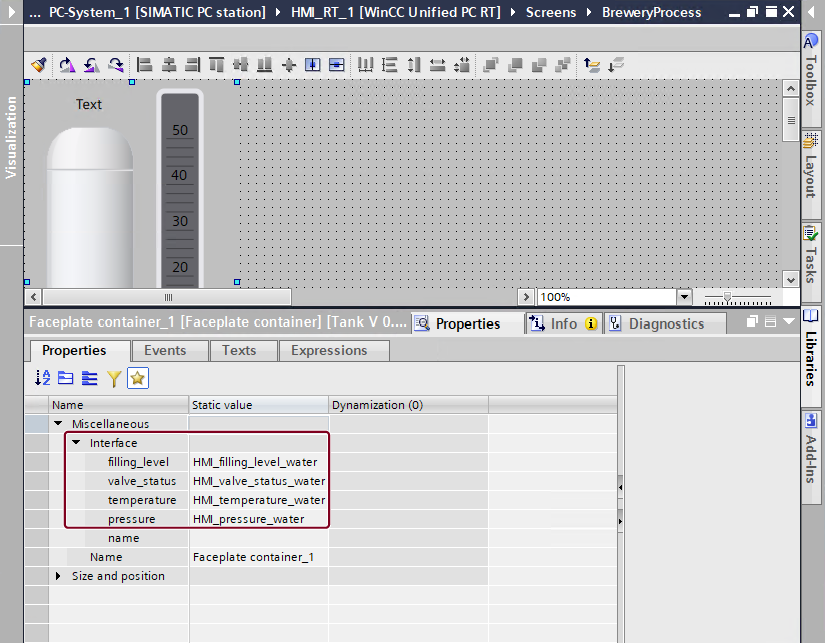 ... PC-System_1 [SIMATIC PC station] HMI_RT_1 [WinCC Unified PC RT] Screens BreweryProcess
Visualization
Text
50
40
30
20
100%
Toolbox
Layout
Tasks
Libraries
Add-Ins
Faceplate container_1 [Faceplate container] [Tank V 0....
Properties
Info
Diagnostics
Properties
Events
Texts
Expressions
Name Static value Dynamization (0)
Miscellaneous
Interface
filling_level HMI_filling_level_water
valve_status HMI_valve_status_water
temperature HMI_temperature_water
pressure HMI_pressure_water
name
Name Faceplate container_1
Size and position